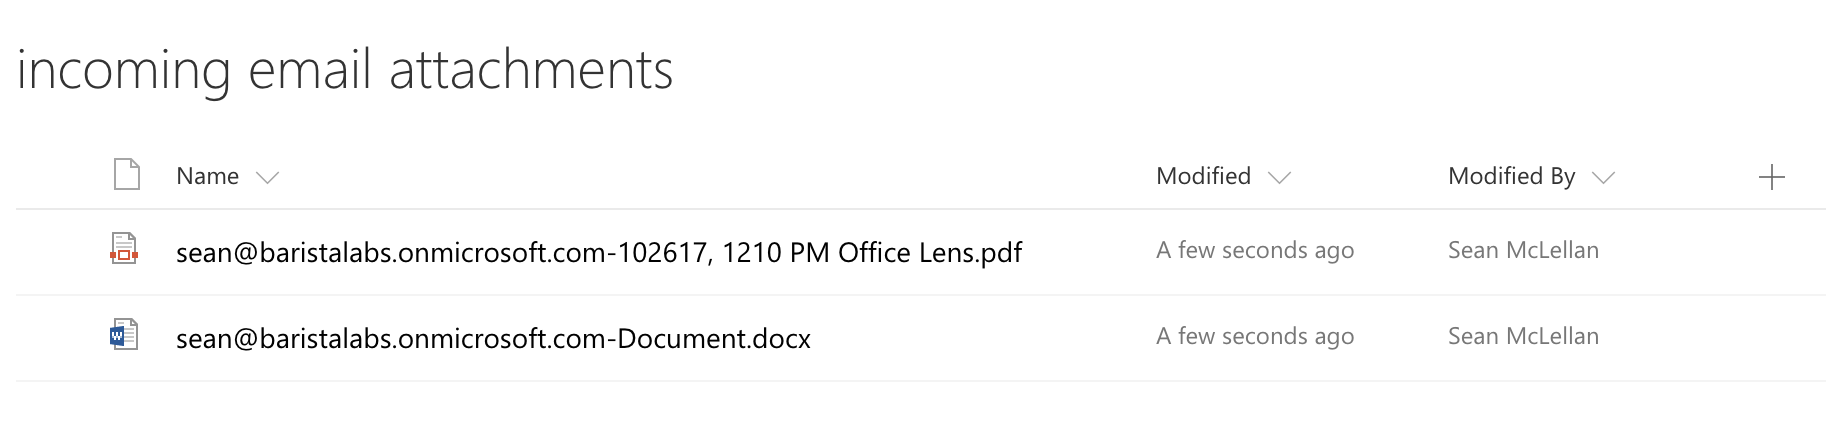 incoming email attachments
Name Modified Modified By
sean@baristalabs.onmicrosoft.com-102617, 1210 PM Office Lens.pdf A few seconds ago Sean McLellan
sean@baristalabs.onmicrosoft.com-Document.docx A few seconds ago Sean McLellan